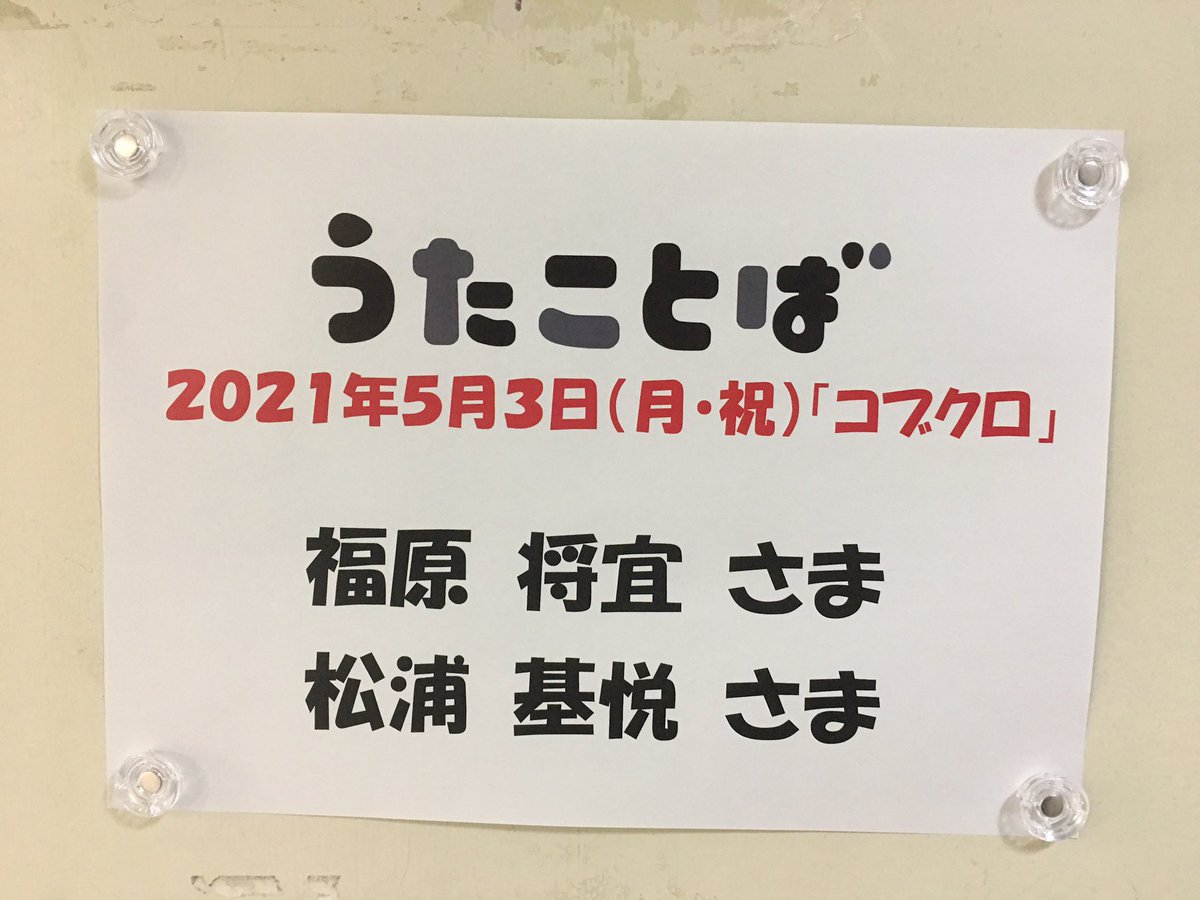 うたことば
2021年5月3日(月・祝)「コブクロ」
福原 将宜 さま
松浦 基悦 さま